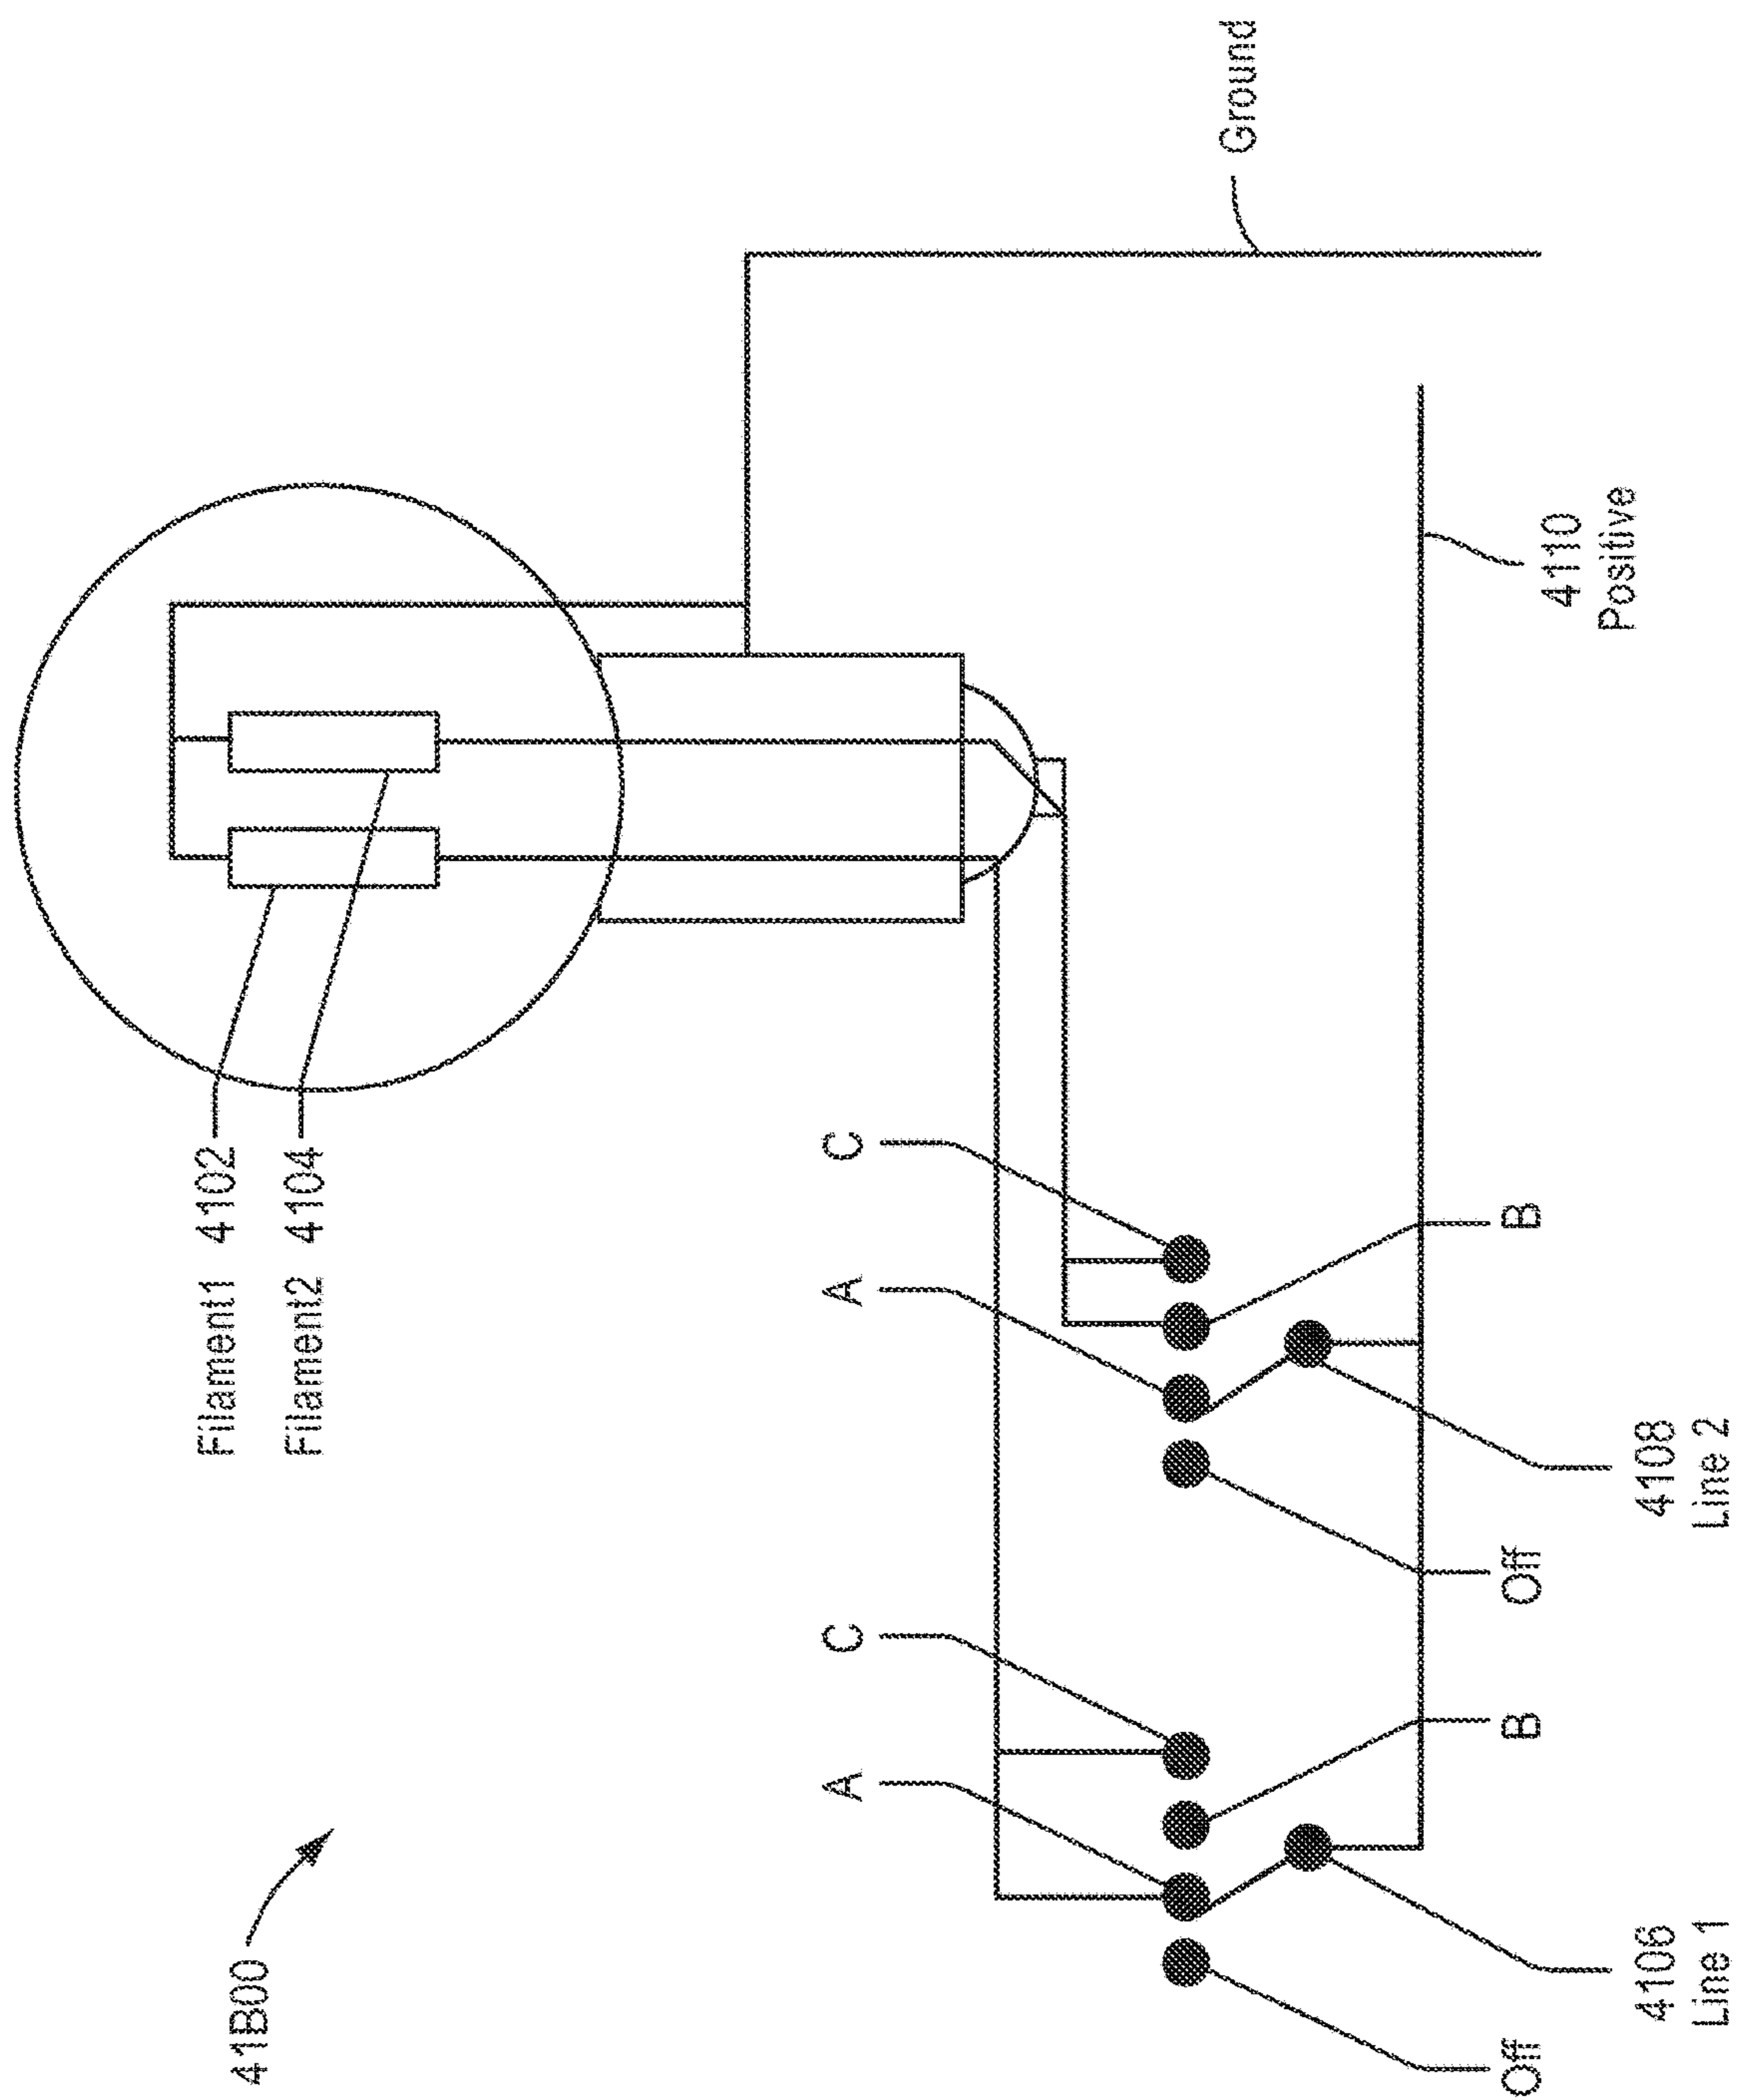 41B00
Filament1 4102
Filament2 4104
A
C
A
C
Ground
Off
B
Off
B
4106
Line 1
4108
Line 2
4110
Positive